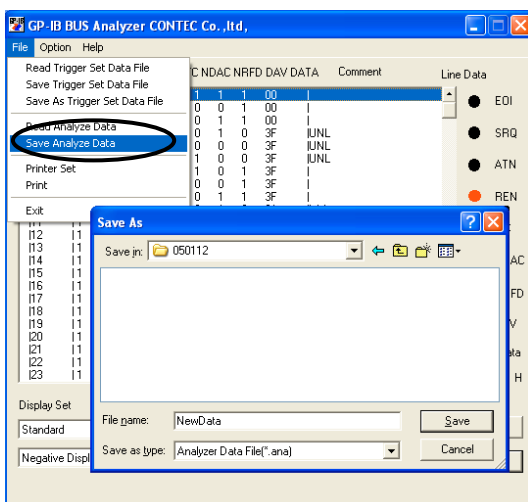 GP-IB BUS Analyzer CONTEC Co. ,ltd,
File Option Help
Read Trigger Set Data File
Save Trigger Set Data File
Save As Trigger Set Data File
Read Analyze Data
Save Analyze Data
Printer Set
Print
Exit
C NDAC NRFD DAV DATA Comment Line Data
1 1 1 00 |
0 0 1 00 |
1 0 1 00 |
0 1 0 3F |UNL
0 0 0 3F |UNL
1 0 0 3F |UNL
1 0 1 3F |
0 0 1 3F |
0 1 1 3F |
EOI
SRQ
ATN
REN
AC
FD
V
ata
H
|12 |1
|13 |1
|14 |1
|15 |1
|16 |1
|17 |1
|18 |1
|19 |1
|20 |1
|21 |1
|22 |1
|23 |1
Display Set
Standard
Negative Displ
Save As
Save in: 050112
File name: NewData Save
Save as type: Analyzer Data File(*.ana) Cancel